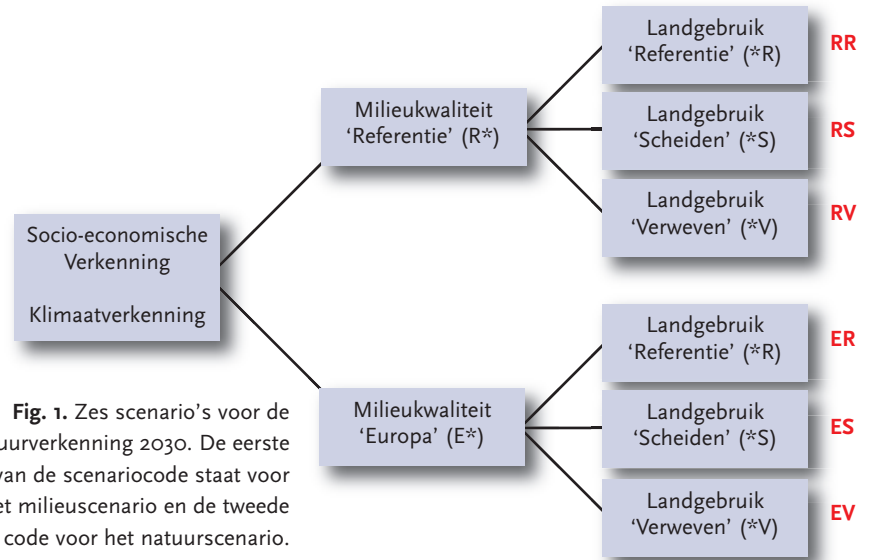 Landgebruik
'Referentie' (*R)
RR
Milieukwaliteit
'Referentie' (R*)
Landgebruik
'Scheiden' (*S)
RS
Landgebruik
'Verweven' (*V)
RV
Socio-economische
Verkenning
Klimaatverkenning
Landgebruik
'Referentie' (*R)
ER
Milieukwaliteit
'Europa' (E*)
Landgebruik
'Scheiden' (*S)
ES
Landgebruik
'Verweven' (*V)
EV
Fig. 1. Zes scenario's voor de
uurverkenning 2030. De eerste
van de scenariocode staat voor
et milieuscenario en de tweede
code voor het natuurscenario.